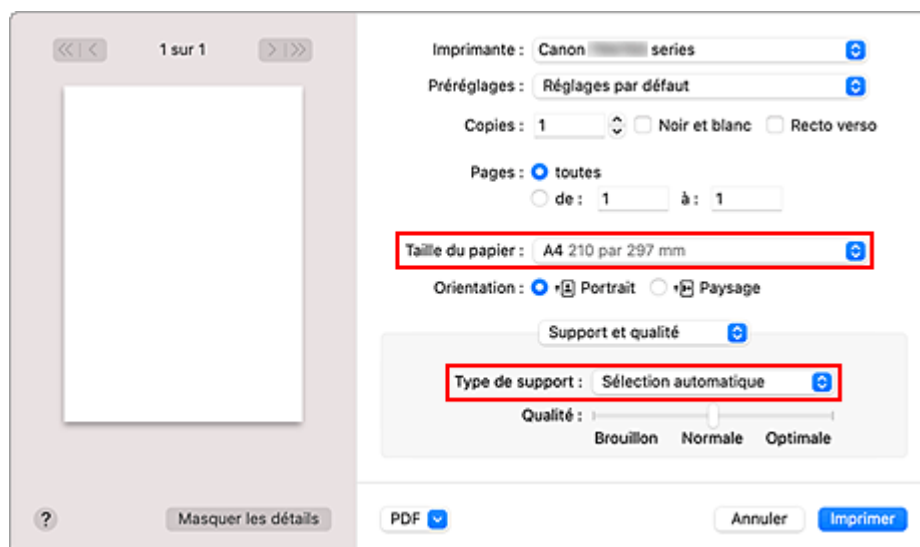 1 sur 1
Imprimante : Canon series
Préréglages : Réglages par défaut
Copies : 1 Noir et blanc Recto verso
Pages : toutes
de : 1 à : 1
Taille du papier : A4 210 par 297 mm
Orientation : Portrait Paysage
Support et qualité
Type de support : Sélection automatique
Qualité :
Brouillon Normale Optimale
? Masquer les détails PDF Annuler Imprimer